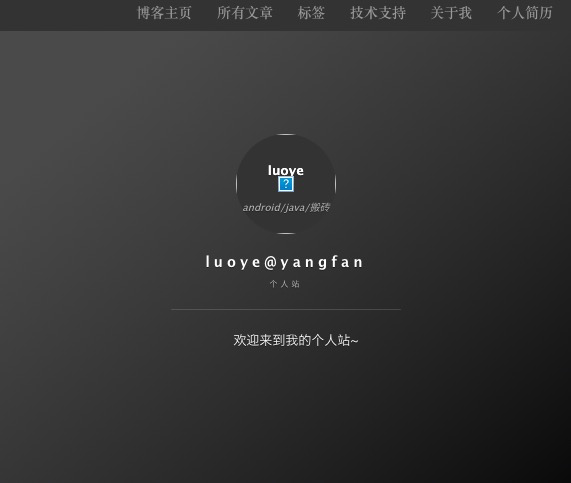 博客主页 所有文章 标签 技术支持 关于我 个人简历
luoye
?
android/java/搬砖
luoye@yangfan
个人站
欢迎来到我的个人站~